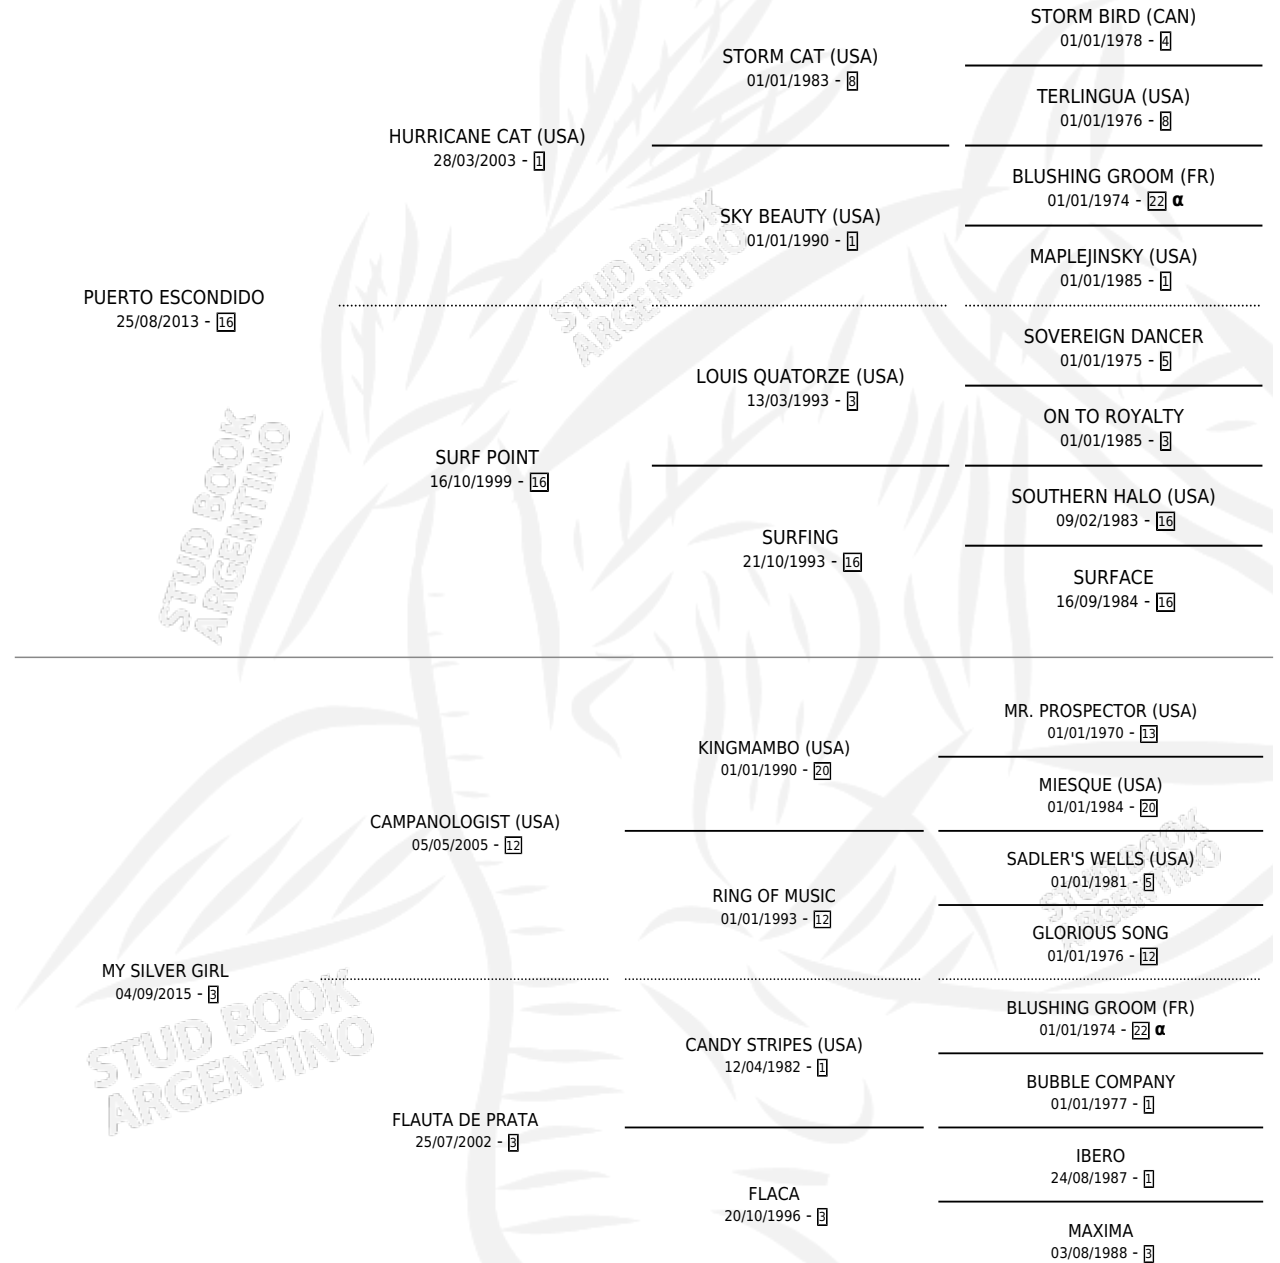 STORM BIRD (CAN)
01/01/1978 - 4
STORM CAT (USA)
01/01/1983 - 8
TERLINGUA (USA)
01/01/1976 - 8
HURRICANE CAT (USA)
28/03/2003 - 1
BLUSHING GROOM (FR)
01/01/1974 - 22 α
SKY BEAUTY (USA)
01/01/1990 - 1
MAPLEJINSKY (USA)
01/01/1985 - 1
PUERTO ESCONDIDO
25/08/2013 - 16
SOVEREIGN DANCER
01/01/1975 - 5
LOUIS QUATORZE (USA)
13/03/1993 - 3
ON TO ROYALTY
01/01/1985 - 3
SURF POINT
16/10/1999 - 16
SOUTHERN HALO (USA)
09/02/1983 - 16
SURFING
21/10/1993 - 16
SURFACE
16/09/1984 - 16
MR. PROSPECTOR (USA)
01/01/1970 - 13
KINGMAMBO (USA)
01/01/1990 - 20
MIESQUE (USA)
01/01/1984 - 20
CAMPANOLOGIST (USA)
05/05/2005 - 12
SADLER'S WELLS (USA)
01/01/1981 - 5
RING OF MUSIC
01/01/1993 - 12
GLORIOUS SONG
01/01/1976 - 12
MY SILVER GIRL
04/09/2015 - 3
BLUSHING GROOM (FR)
01/01/1974 - 22 α
CANDY STRIPES (USA)
12/04/1982 - 1
BUBBLE COMPANY
01/01/1977 - 1
FLAUTA DE PRATA
25/07/2002 - 3
IBERO
24/08/1987 - 1
FLACA
20/10/1996 - 3
MAXIMA
03/08/1988 - 3
STUD BOOK
ARGENTINO
STUD BOOK
ARGENTINO
STUD BOOK
ARGENTINO
STUD BOOK
ARGENTINO